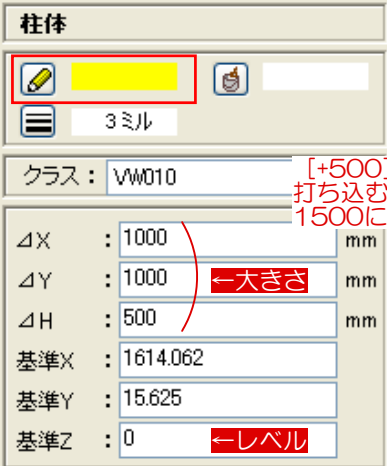 柱体
3ミル
クラス： VW010
[+500]
打ち込む
1500に
⊿X ： 1000 mm
⊿Y ： 1000 ←大きさ mm
⊿H ： 500 mm
基準X ： 1614.062
基準Y ： 15.625
基準Z ： 0 ←レベル